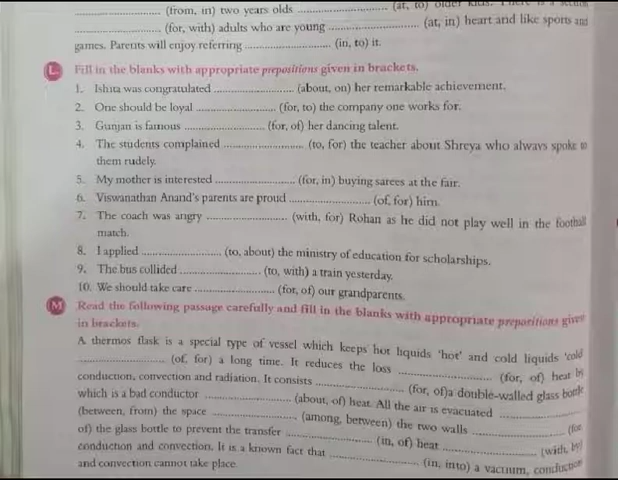 .................... (from, in) two years olds .................... (at, to) older kids. There is a section
.................... (for, with) adults who are young .................... (at, in) heart and like sports and
games. Parents will enjoy referring .................... (in, to) it.
L. Fill in the blanks with appropriate prepositions given in brackets.
1. Ishita was congratulated .................... (about, on) her remarkable achievement.
2. One should be loyal .................... (for, to) the company one works for.
3. Gunjan is famous .................... (for, of) her dancing talent.
4. The students complained .................... (to, for) the teacher about Shreya who always spoke to
them rudely.
5. My mother is interested .................... (for, in) buying sarees at the fair.
6. Viswanathan Anand's parents are proud .................... (of, for) him.
7. The coach was angry .................... (with, for) Rohan as he did not play well in the football
match.
8. I applied .................... (to, about) the ministry of education for scholarships.
9. The bus collided .................... (to, with) a train yesterday.
10. We should take care .................... (for, of) our grandparents.
M Read the following passage carefully and fill in the blanks with appropriate prepositions given
in brackets.
A thermos flask is a special type of vessel which keeps hot liquids 'hot' and cold liquids 'cold
.................... (of, for) a long time. It reduces the loss .................... (for, of) heat by
conduction, convection and radiation. It consists .................... (for, of)a double-walled glass bottle
which is a bad conductor .................... (about, of) heat. All the air is evacuated ....................
(between, from) the space .................... (among, between) the two walls .................... (for
of) the glass bottle to prevent the transfer .................... (in, of) heat .................... (with, by)
conduction and convection. It is a known fact that .................... (in, into) a vacuum, conduction
and convection cannot take place.